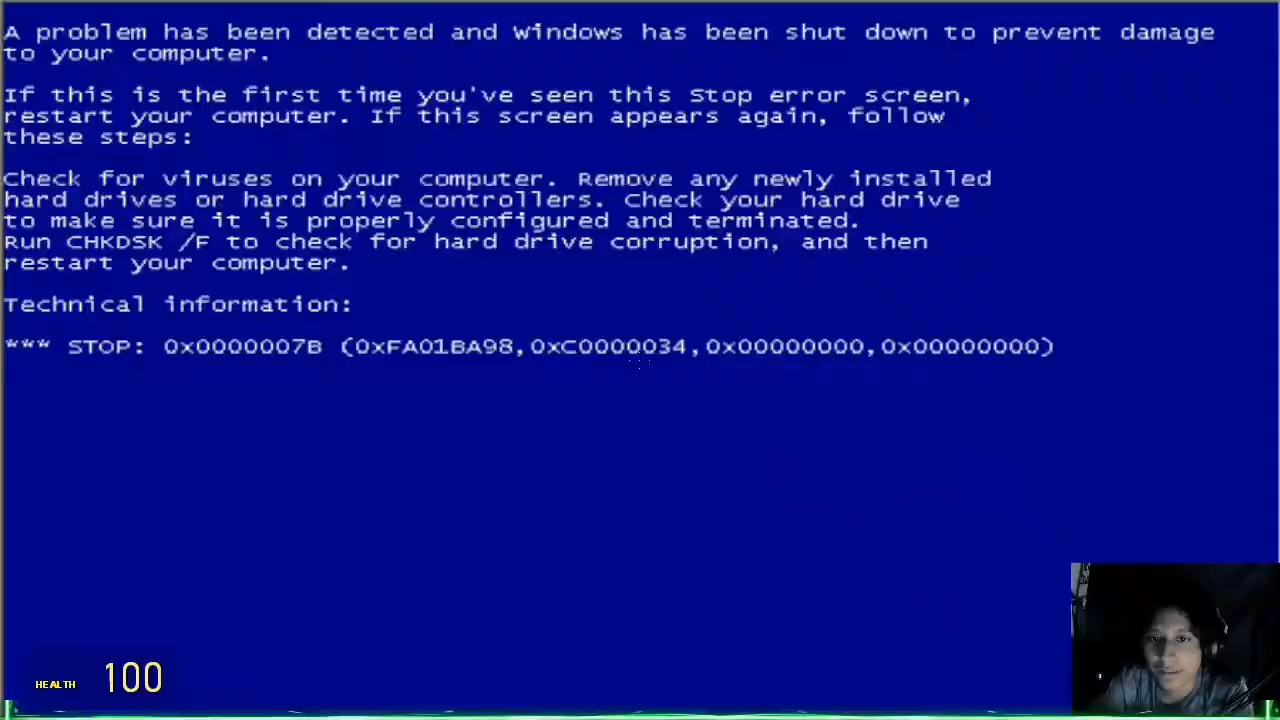 A problem has been detected and Windows has been shut down to prevent damage
to your computer.
If this is the first time you've seen this Stop error screen,
restart your computer. If this screen appears again, follow
these steps:
Check for viruses on your computer. Remove any newly installed
hard drives or hard drive controllers. Check your hard drive
to make sure it is properly configured and terminated.
Run CHKDSK /F to check for hard drive corruption, and then
restart your computer.
Technical information:
*** STOP: 0x0000007B (0xFA01BA98,0xC0000034,0x00000000,0x00000000)
HEALTH 100